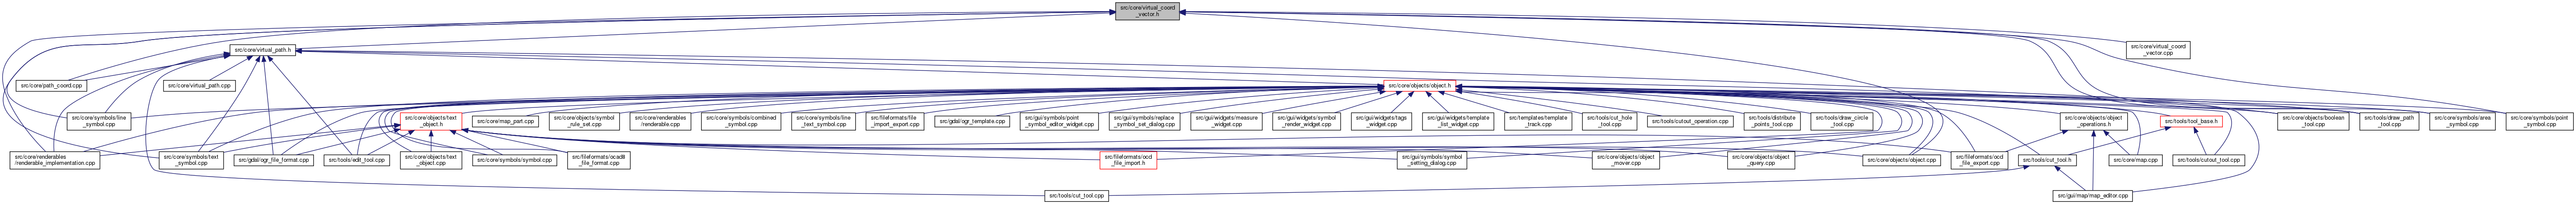 src/core/virtual_coord
_vector.h
src/core/virtual_path.h
src/core/virtual_coord
_vector.cpp
src/core/path_coord.cpp
src/core/virtual_path.cpp
src/core/objects/object.h
src/core/symbols/line
_symbol.cpp
src/core/objects/text
_object.h
src/core/map_part.cpp
src/core/objects/symbol
_rule_set.cpp
src/core/renderables
/renderable.cpp
src/core/symbols/combined
_symbol.cpp
src/core/symbols/line
_text_symbol.cpp
src/fileformats/file
_import_export.cpp
src/gdal/ogr_template.cpp
src/gui/symbols/point
_symbol_editor_widget.cpp
src/gui/symbols/replace
_symbol_set_dialog.cpp
src/gui/widgets/measure
_widget.cpp
src/gui/widgets/symbol
_render_widget.cpp
src/gui/widgets/tags
_widget.cpp
src/gui/widgets/template
_list_widget.cpp
src/templates/template
_track.cpp
src/tools/cut_hole
_tool.cpp
src/tools/cutout_operation.cpp
src/tools/distribute
_points_tool.cpp
src/tools/draw_circle
_tool.cpp
src/core/objects/object
_operations.h
src/tools/tool_base.h
src/core/objects/boolean
_tool.cpp
src/tools/draw_path
_tool.cpp
src/core/symbols/area
_symbol.cpp
src/core/symbols/point
_symbol.cpp
src/core/renderables
/renderable_implementation.cpp
src/core/symbols/text
_symbol.cpp
src/gdal/ogr_file_format.cpp
src/tools/edit_tool.cpp
src/core/objects/text
_object.cpp
src/core/symbols/symbol.cpp
src/fileformats/ocad8
_file_format.cpp
src/fileformats/ocd
_file_import.h
src/gui/symbols/symbol
_setting_dialog.cpp
src/core/objects/object
_mover.cpp
src/core/objects/object
_query.cpp
src/core/objects/object.cpp
src/fileformats/ocd
_file_export.cpp
src/tools/cut_tool.h
src/core/map.cpp
src/tools/cutout_tool.cpp
src/tools/cut_tool.cpp
src/gui/map/map_editor.cpp